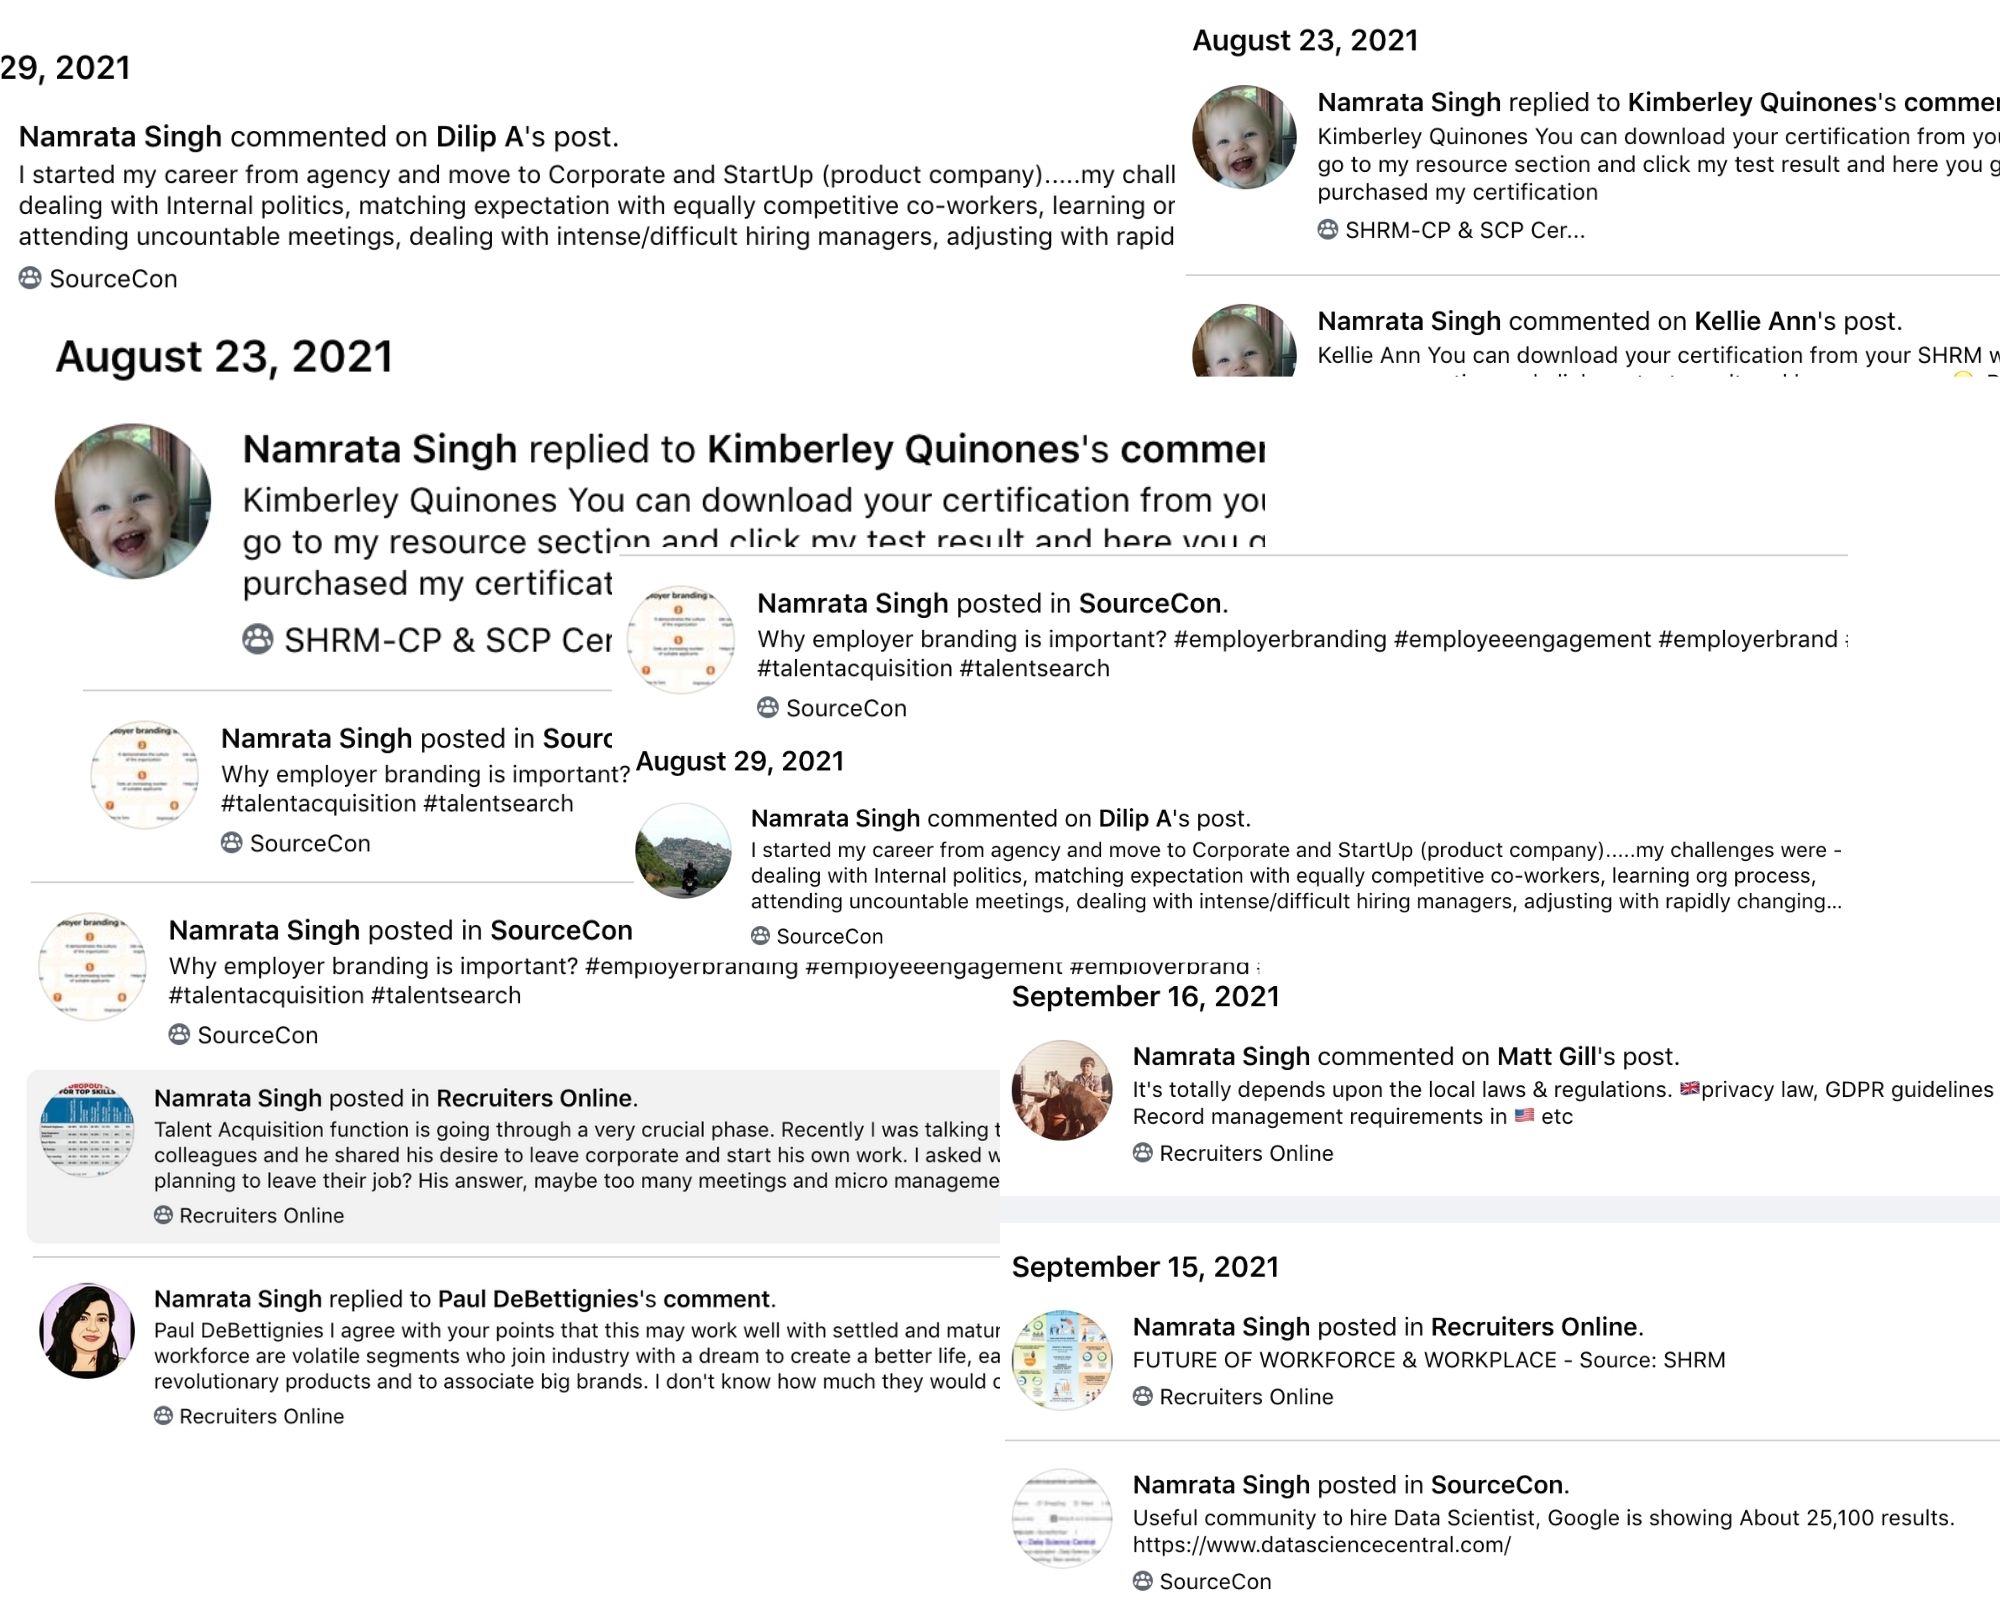 29, 2021
Namrata Singh commented on Dilip A's post.
I started my career from agency and move to Corporate and StartUp (product company).....my chall
dealing with Internal politics, matching expectation with equally competitive co-workers, learning or
attending uncountable meetings, dealing with intense/difficult hiring managers, adjusting with rapid
SourceCon
August 23, 2021
Namrata Singh replied to Kimberley Quinones's commen
Kimberley Quinones You can download your certification from you
go to my resource section and click my test result and here you g
purchased my certification
SHRM-CP & SCP Cer...
Namrata Singh commented on Kellie Ann's post.
Kellie Ann You can download your certification from your SHRM w
August 23, 2021
Namrata Singh replied to Kimberley Quinones's commen
Kimberley Quinones You can download your certification from you
go to my resource section and click my test result and here you g
purchased my certificat
SHRM-CP & SCP Cer
oyer branding
Namrata Singh posted in SourceCon.
Why employer branding is important? #employerbranding #employeeengagement #employerbrand
#talentacquisition #talentsearch
SourceCon
oyer branding
Namrata Singh posted in Sourc
Why employer branding is important?
#talentacquisition #talentsearch
SourceCon
August 29, 2021
Namrata Singh commented on Dilip A's post.
I started my career from agency and move to Corporate and StartUp (product company).....my challenges were -
dealing with Internal politics, matching expectation with equally competitive co-workers, learning org process,
attending uncountable meetings, dealing with intense/difficult hiring managers, adjusting with rapidly changing...
SourceCon
oyer branding
Namrata Singh posted in SourceCon
Why employer branding is important? #employerbranding #employeeengagement #employerbrand
#talentacquisition #talentsearch
SourceCon
DROPOUT
FOR TOP SKILLS
Namrata Singh posted in Recruiters Online.
Talent Acquisition function is going through a very crucial phase. Recently I was talking t
colleagues and he shared his desire to leave corporate and start his own work. I asked w
planning to leave their job? His answer, maybe too many meetings and micro manageme
Recruiters Online
Namrata Singh replied to Paul DeBettignies's comment.
Paul DeBettignies I agree with your points that this may work well with settled and matur
workforce are volatile segments who join industry with a dream to create a better life, ea
revolutionary products and to associate big brands. I don't know how much they would c
Recruiters Online
September 16, 2021
Namrata Singh commented on Matt Gill's post.
It's totally depends upon the local laws & regulations. 🇬🇧privacy law, GDPR guidelines
Record management requirements in 🇺🇸 etc
Recruiters Online
September 15, 2021
Namrata Singh posted in Recruiters Online.
FUTURE OF WORKFORCE & WORKPLACE - Source: SHRM
Recruiters Online
Namrata Singh posted in SourceCon.
Useful community to hire Data Scientist, Google is showing About 25,100 results.
https://www.datasciencecentral.com/
SourceCon